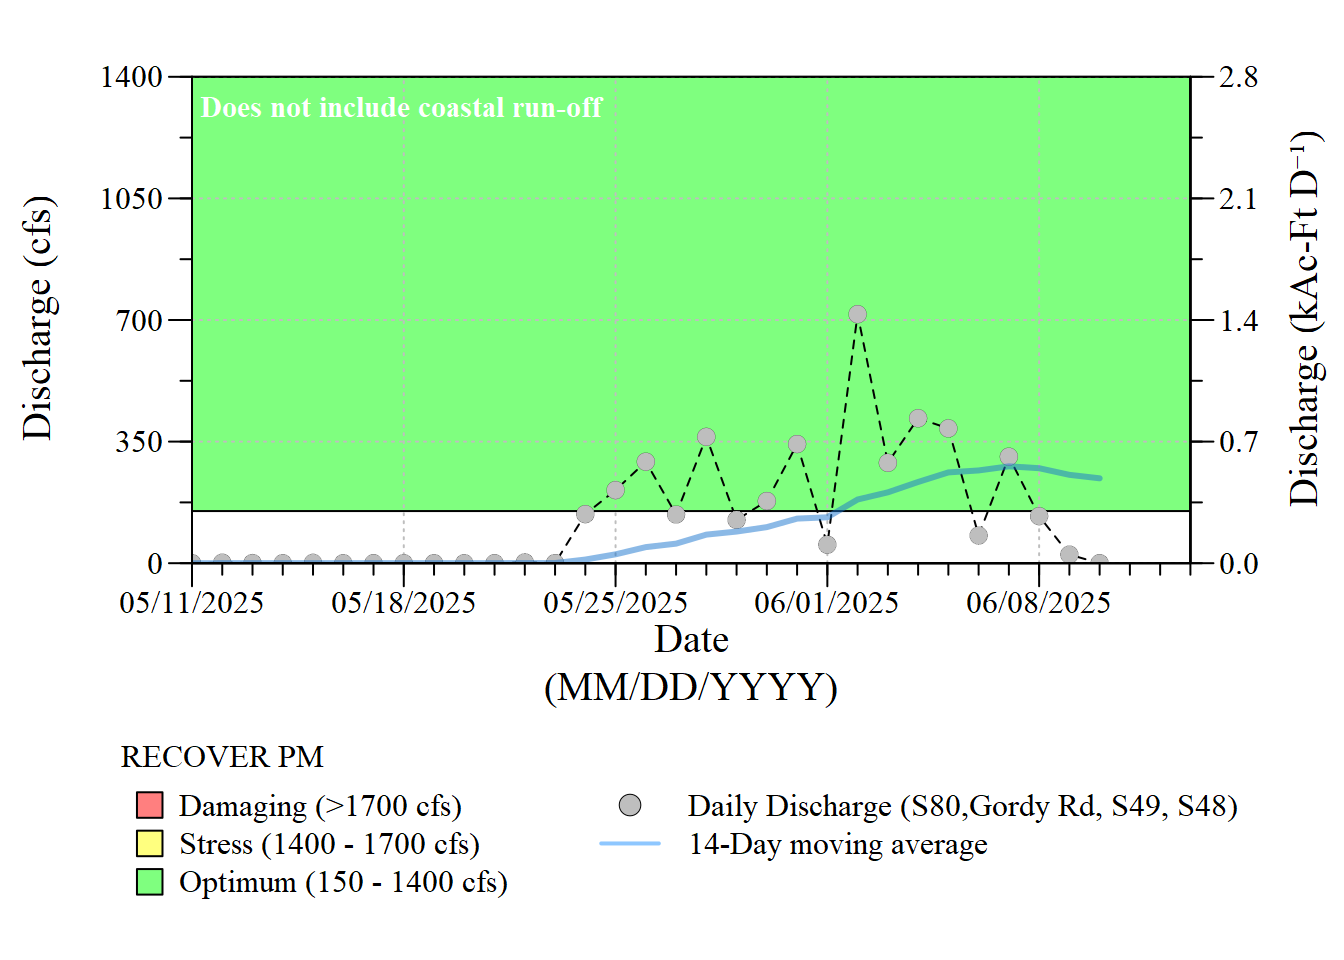 Does not include coastal run-off
Discharge (cfs)
1400
1050
700
350
0
2.8
2.1
1.4
0.7
0.0
Discharge (kAc-Ft D⁻¹)
05/11/2025
05/18/2025
05/25/2025
06/01/2025
06/08/2025
Date
(MM/DD/YYYY)
RECOVER PM
Damaging (>1700 cfs)
Stress (1400 - 1700 cfs)
Optimum (150 - 1400 cfs)
Daily Discharge (S80,Gordy Rd, S49, S48)
14-Day moving average